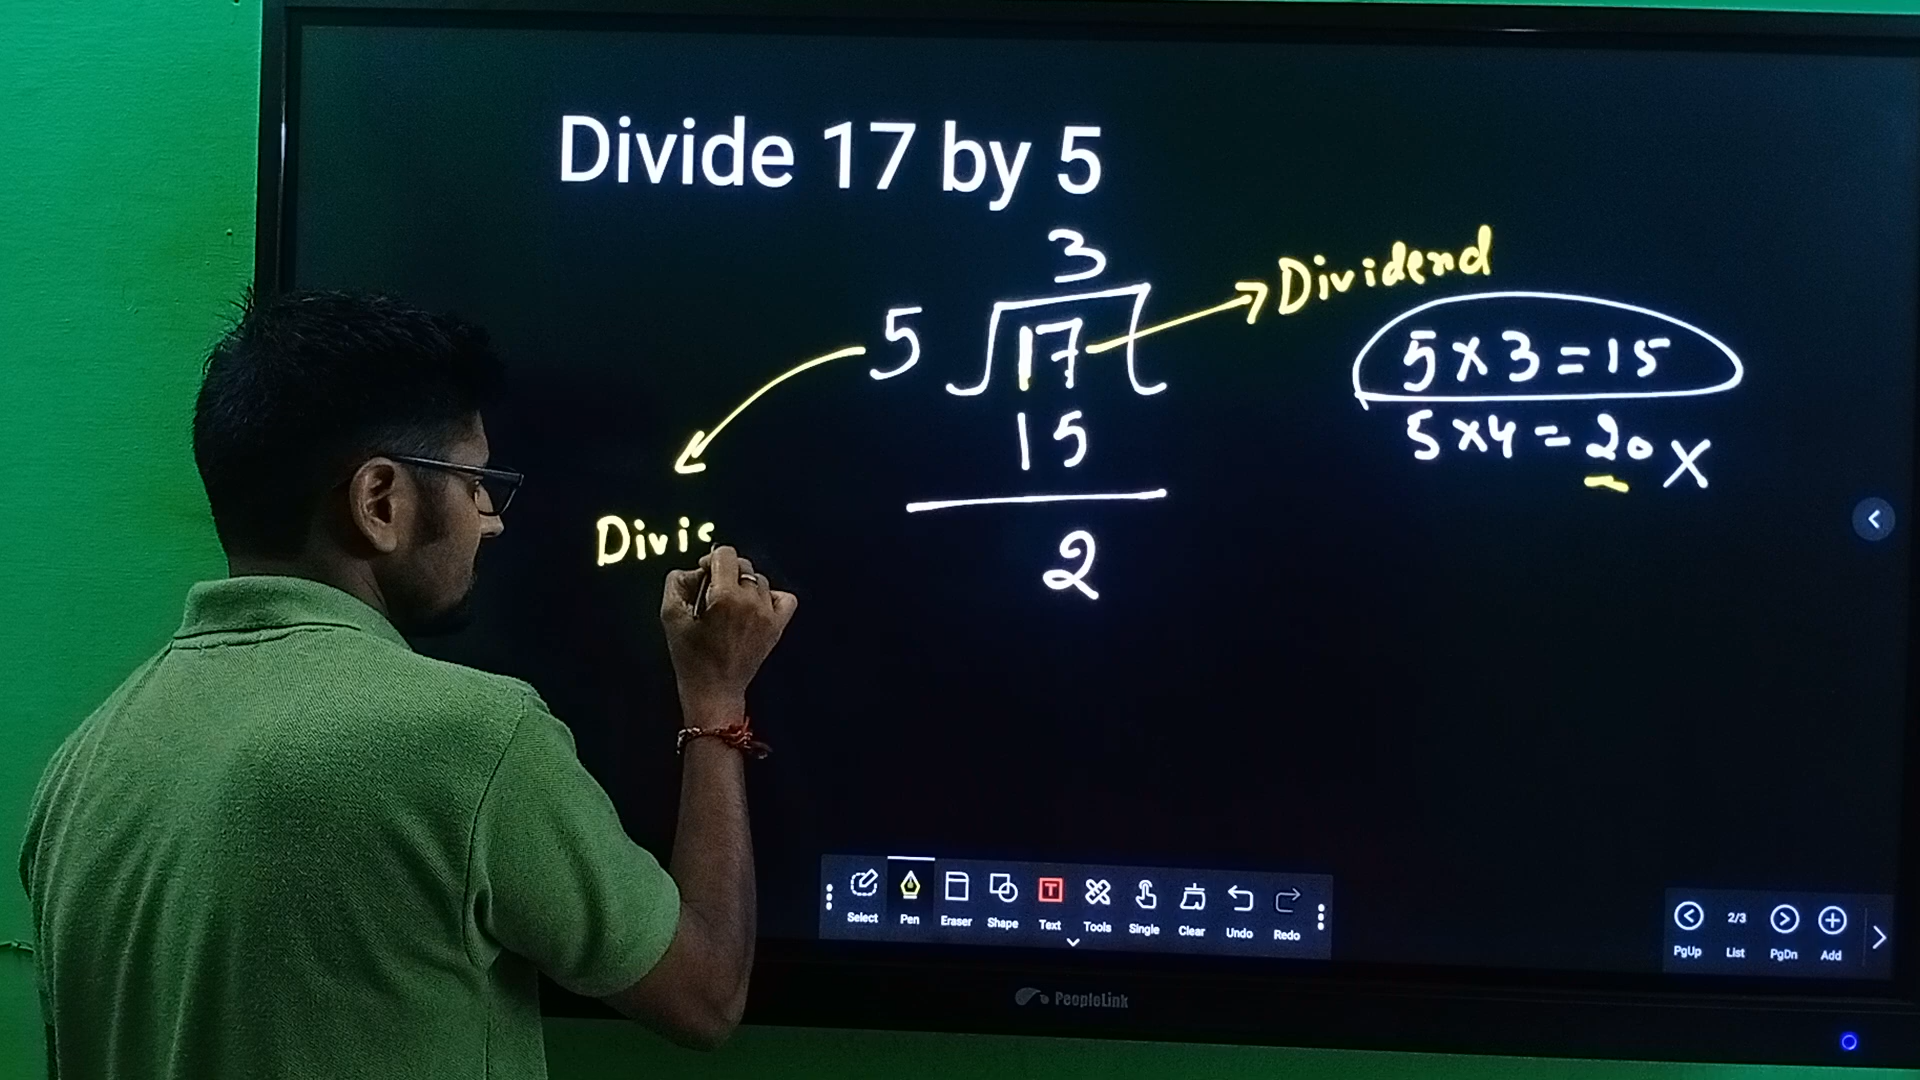 Divide 17 by 5
3
Dividend
5 17
5 x 3 = 15
15
5 x 4 = 20 x
Divis
2
Select Pen Eraser Shape Text Tools Single Clear Undo Redo
2/3
PgUp List PgDn Add
PeopleLink